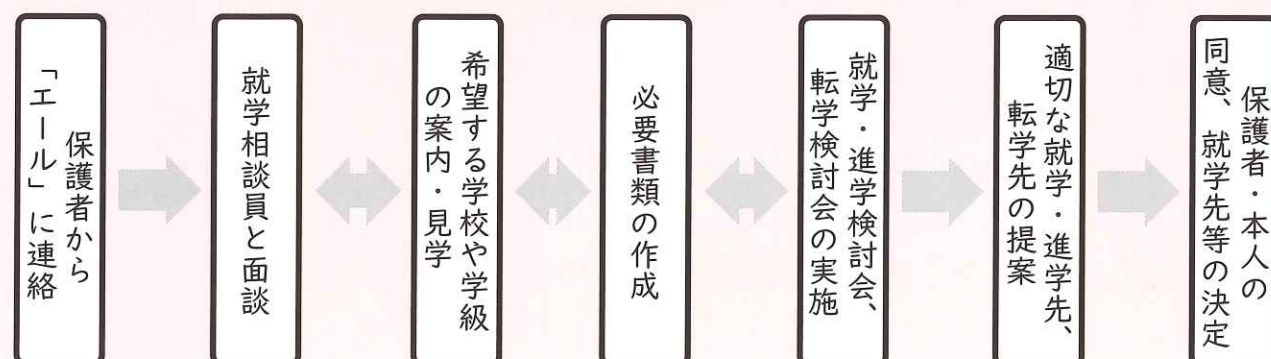 保護者から
「エール」に連絡
就学相談員と面談
希望する学校や学級
の案内・見学
必要書類の作成
就学・進学検討会、
転学検討会の実施
適切な就学・進学先、
転学先の提案
保護者・本人の
同意、就学先等の決定